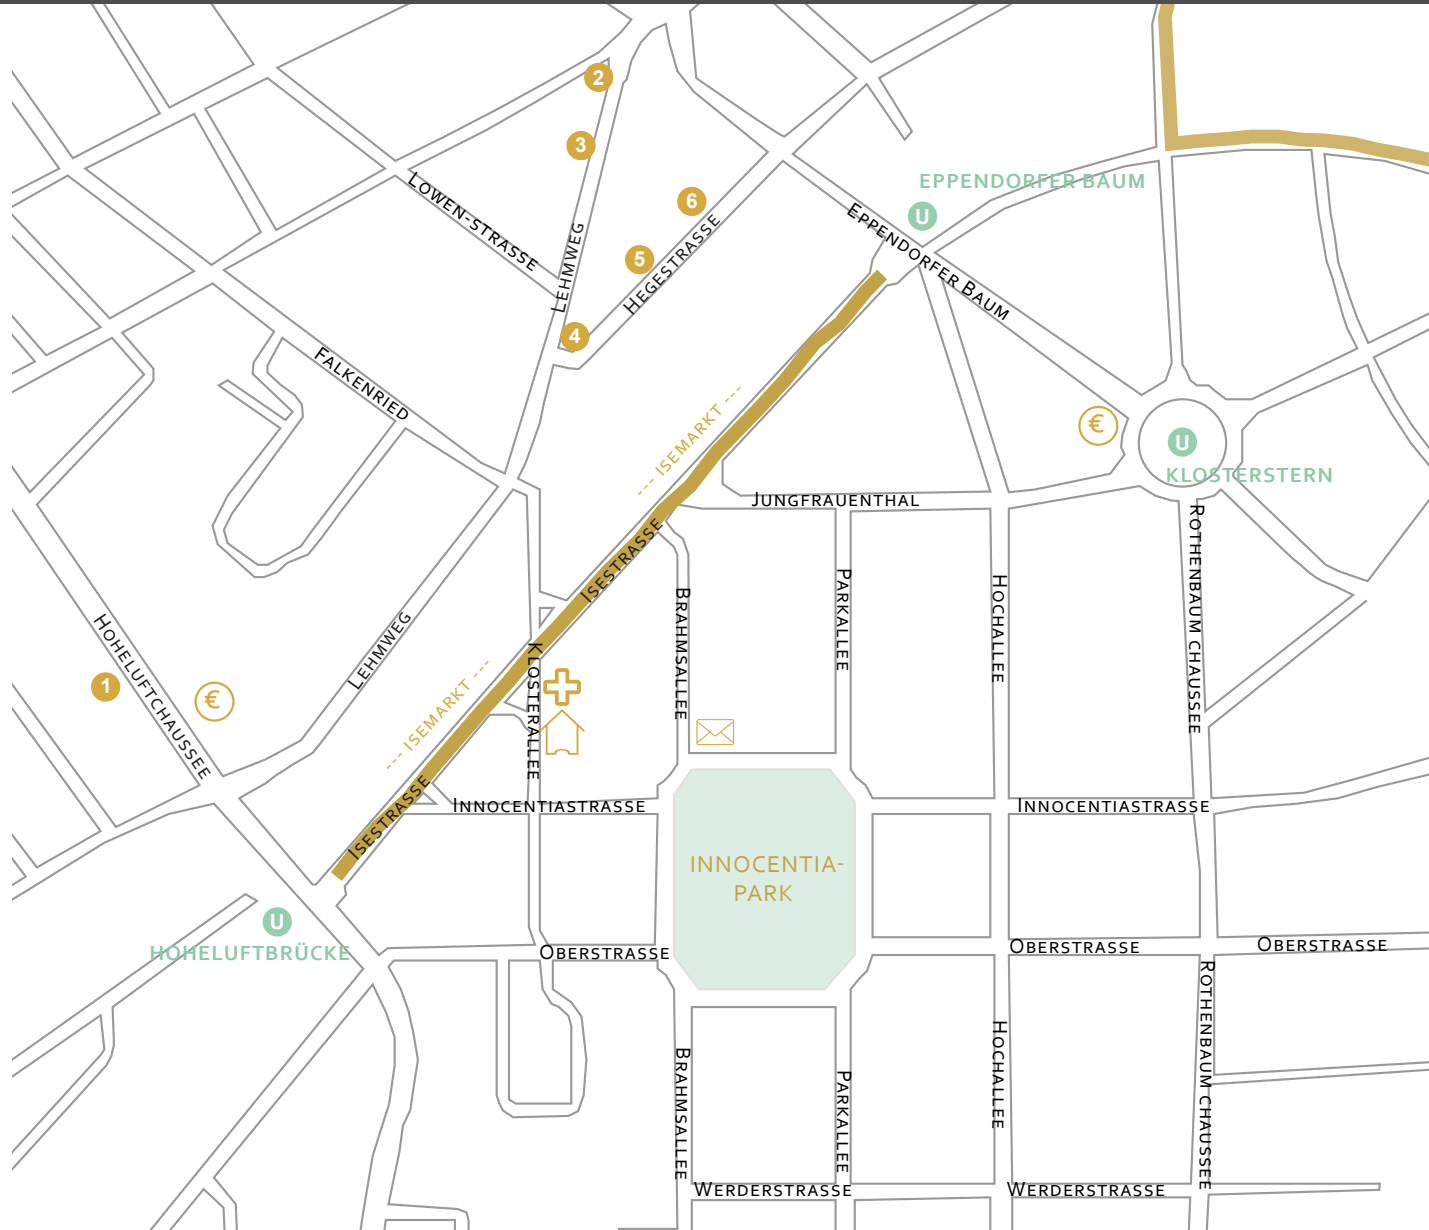 2
3
EPPENDORFER BAUM
U
6
LOWEN-STRASSE
EPPENDORFER BAUM
LEHMWEG
HEGESTRASSE
5
4
FALKENRIED
--- ISEMARKT ---
€
U
KLOSTERSTERN
JUNGFRAUENTHAL
ISESTRASSE
ROTHENBAUM CHAUSSEE
PARKALLEE
HOCHALLEE
BRAHMSALLEE
HOHELUFTCHAUSSEE
LEHMWEG
KLOSTERALLEE
1
€
--- ISEMARKT ---
ISESTRASSE
INNOCENTIASTRASSE
INNOCENTIASTRASSE
INNOCENTIA-
PARK
U
HOHELUFTBRÜCKE
OBERSTRASSE
OBERSTRASSE
OBERSTRASSE
ROTHENBAUM CHAUSSEE
HOCHALLEE
BRAHMSALLEE
PARKALLEE
WERDERSTRASSE
WERDERSTRASSE